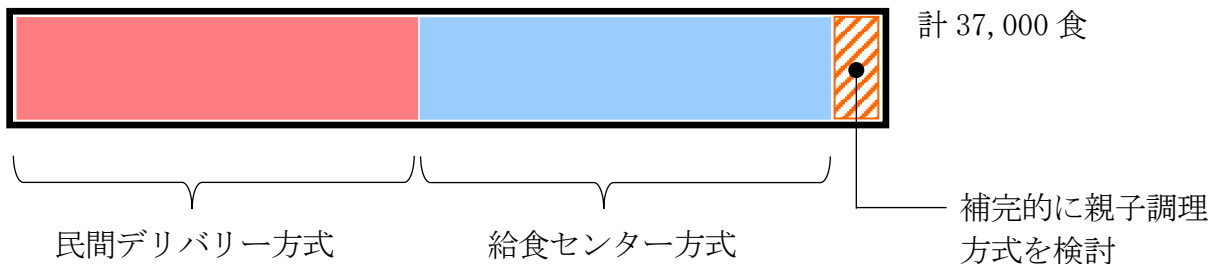 計 37,000 食
民間デリバリー方式
給食センター方式
補完的に親子調理
方式を検討